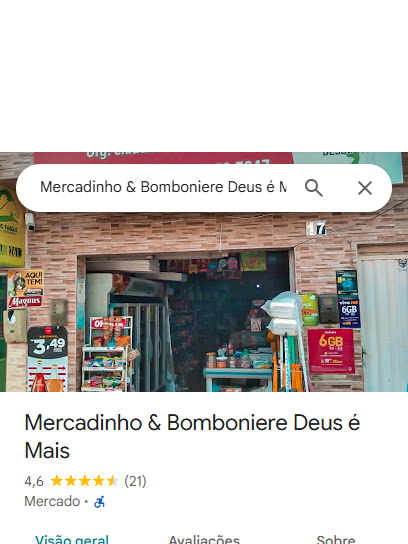 Mercadinho & Bomboniere Deus é M
17
AQUI
TEM!
Magnus
3,49
vivo
6GB
6GB
Mercadinho & Bomboniere Deus é
Mais
4,6 (21)
Mercado •
Visão geral Avaliações Sobre